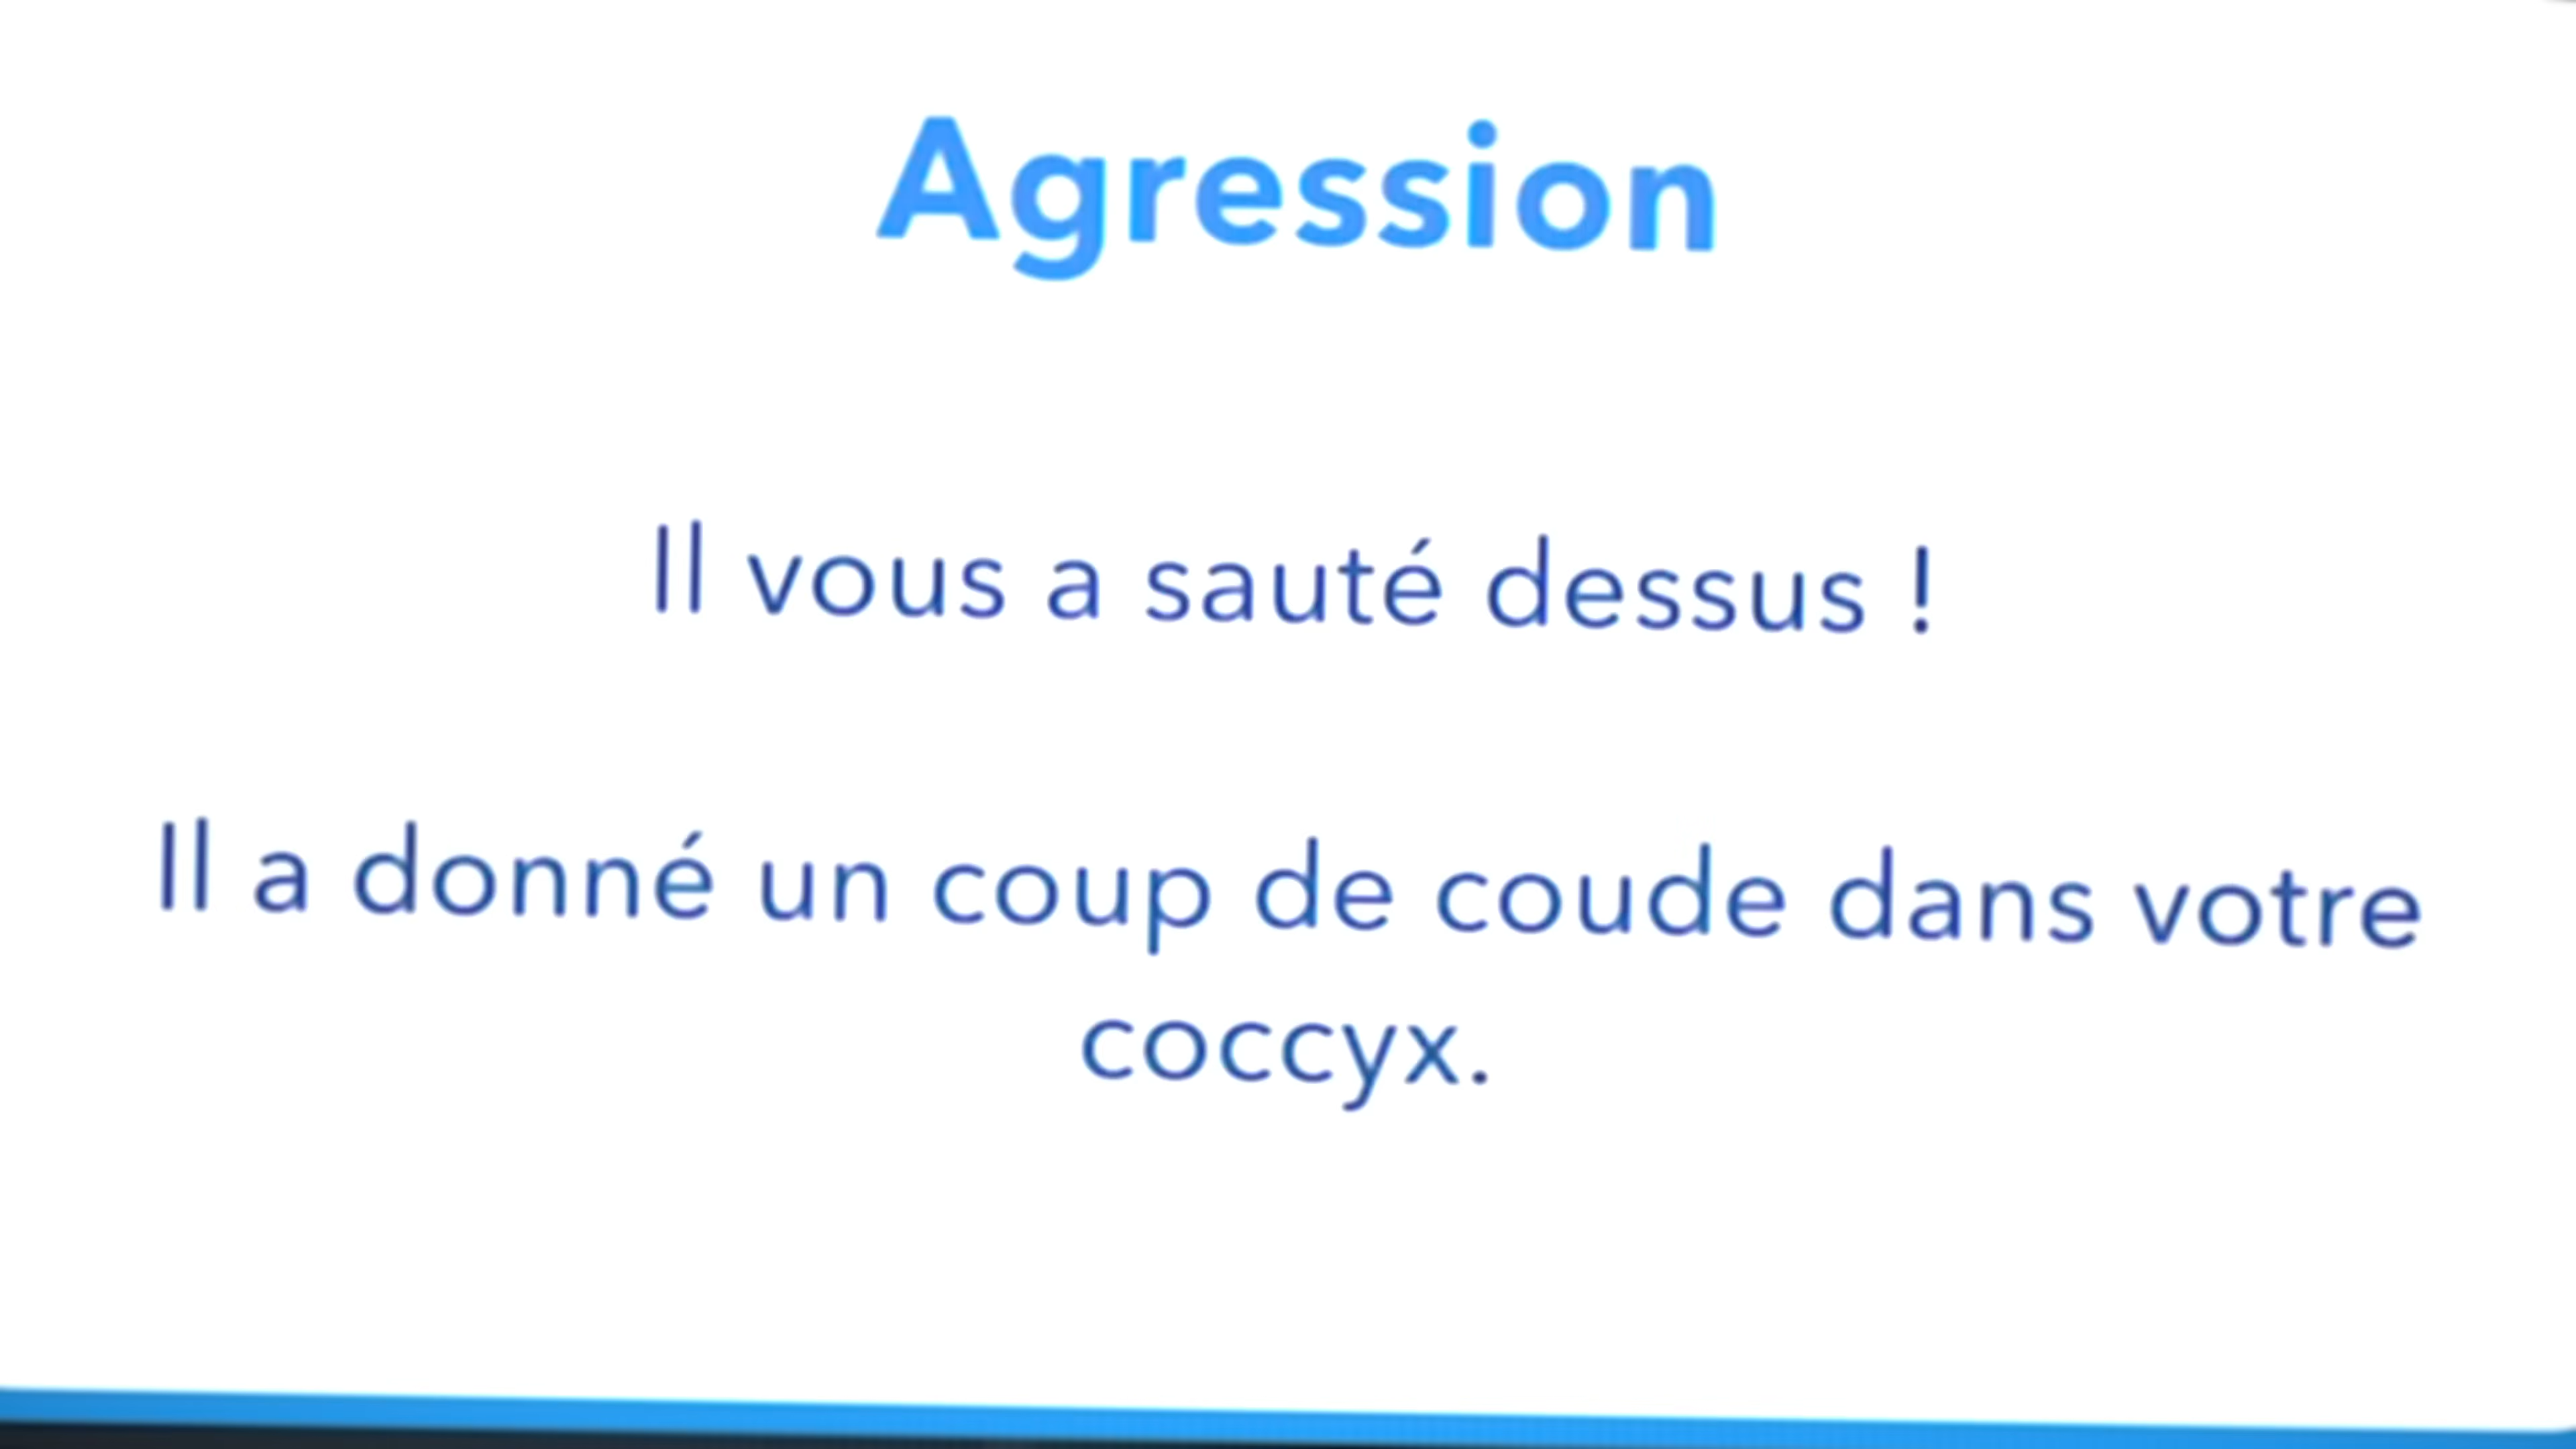 Agression
Il vous a sauté dessus !
Il a donné un coup de coude dans votre
coccyx.